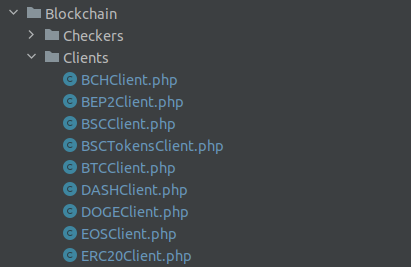 Blockchain
Checkers
Clients
BCHClient.php
BEP2Client.php
BSCClient.php
BSCTokensClient.php
BTCClient.php
DASHClient.php
DOGEClient.php
EOSClient.php
ERC20Client.php